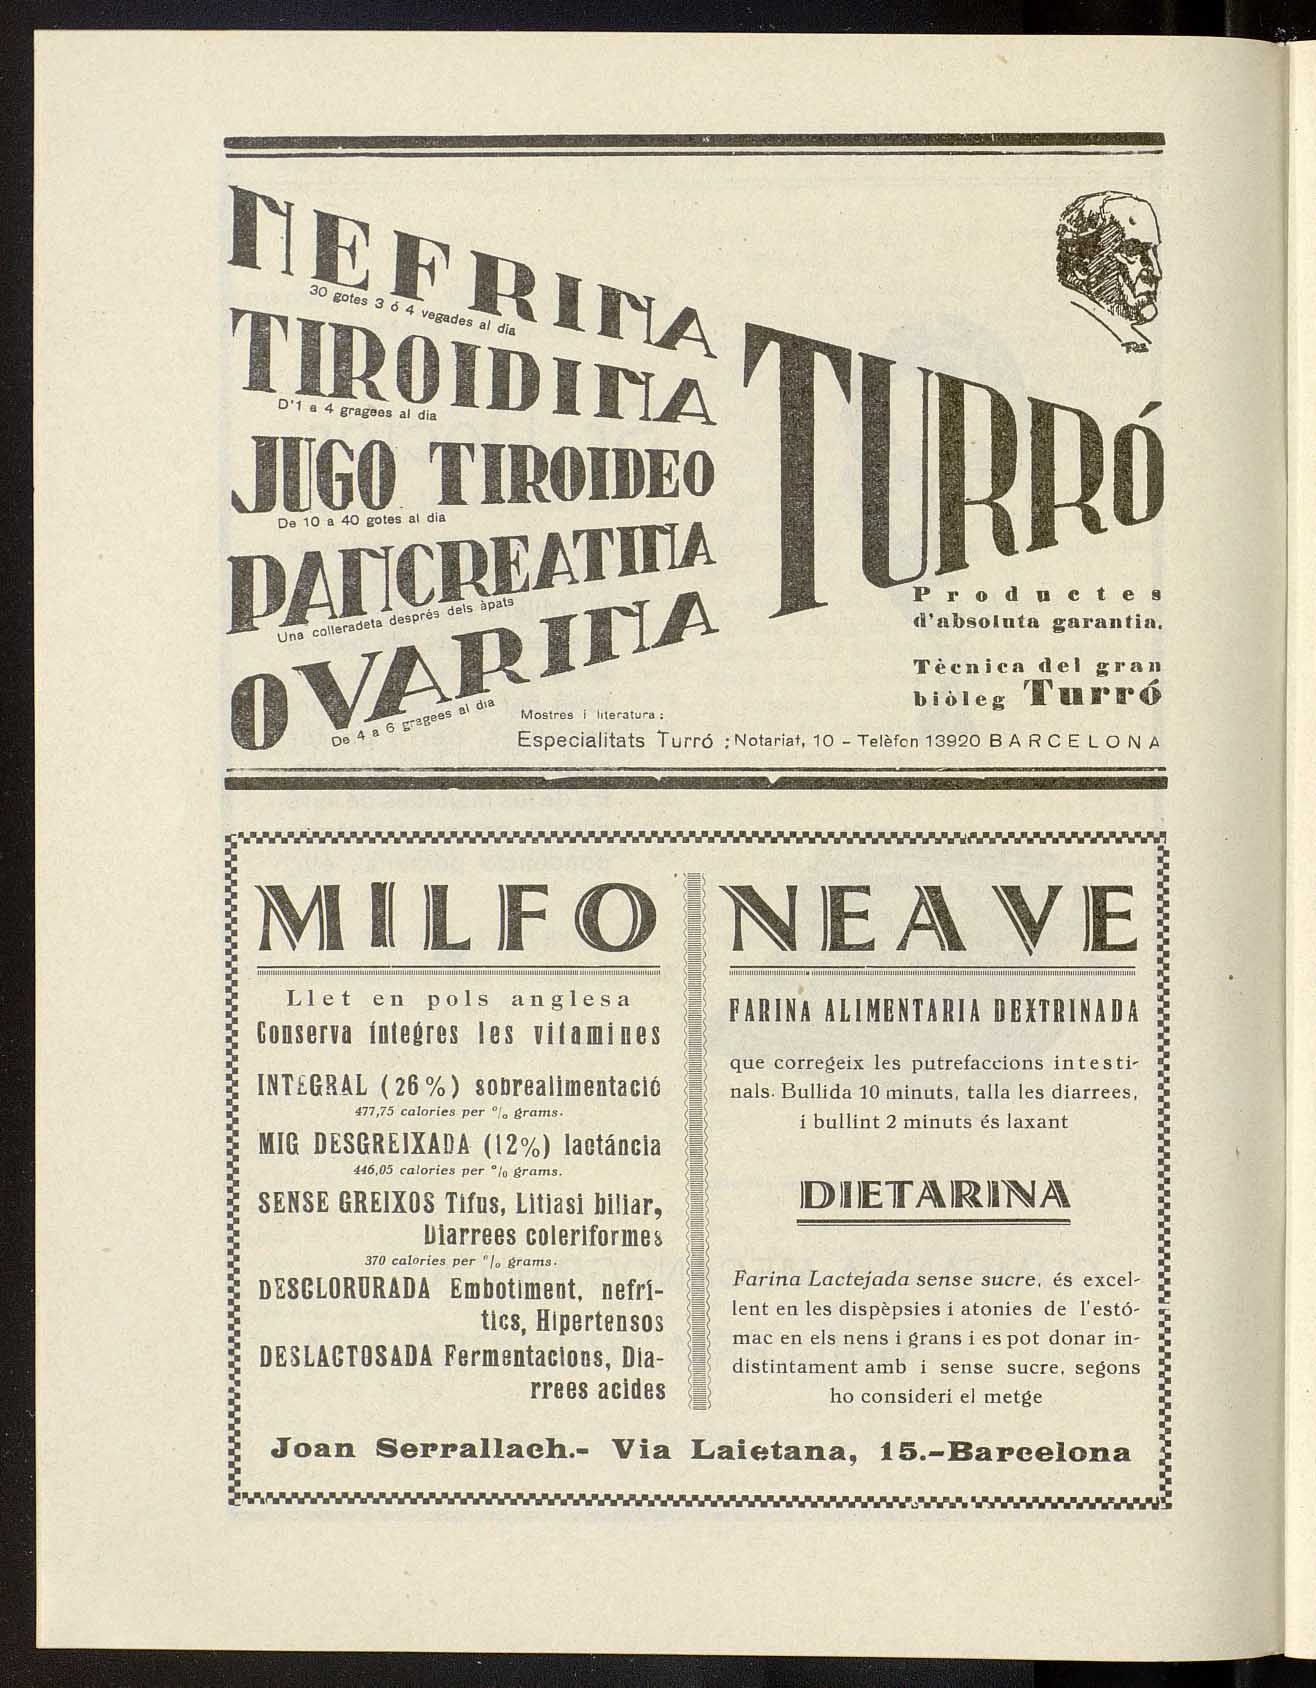 NEFRINA
30 gotes 3 ó 4 vegades al dia
TIROIDINA
D'1 a 4 gragees al dia
JUGO TIROIDEO
De 10 a 40 gotes al dia
PANCREATINA
Una colleradeta després dels àpats
OVARINA
De 4 a 6 gragees al dia
TURRÓ
Productes
d'absoluta garantia.
Tècnica del gran
biòleg Turró
Mostres i literatura :
Especialitats Turró ; Notariat, 10 - Telèfon 13920 BARCELONA
MILFO
Llet en pols anglesa
Conserva íntegres les vitamines
INTEGRAL (26%) sobrealimentació
477,75 calories per % grams.
MIG DESGREIXADA (12%) lactáncia
446,05 calories per % grams.
SENSE GREIXOS Tifus, Litiasi biliar,
Diarrees coleriformes
370 calories per % grams.
DESCLORURADA Embotiment, nefrí-
tics, Hipertensos
DESLACTOSADA Fermentacions, Dia-
rrees acides
NEAVE
FARINA ALIMENTARIA DEXTRINADA
que corregeix les putrefaccions intesti-
nals. Bullida 10 minuts, talla les diarrees,
i bullint 2 minuts és laxant
DIETARINA
Farina Lactejada sense sucre, és excel-
lent en les dispèpsies i atonies de l'estó-
mac en els nens i grans i es pot donar in-
distintament amb i sense sucre, segons
ho consideri el metge
Joan Serrallach.- Via Laietana, 15.-Barcelona